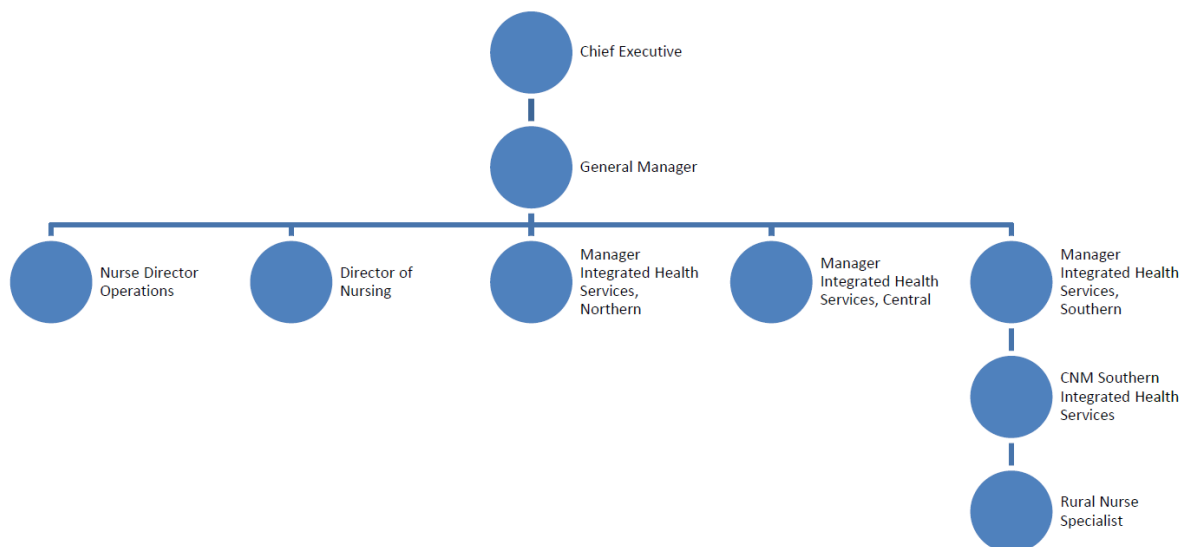 Chief Executive
General Manager
Nurse Director
Operations
Director of
Nursing
Manager
Integrated Health
Services,
Northern
Manager
Integrated Health
Services, Central
Manager
Integrated Health
Services,
Southern
CNM Southern
Integrated Health
Services
Rural Nurse
Specialist